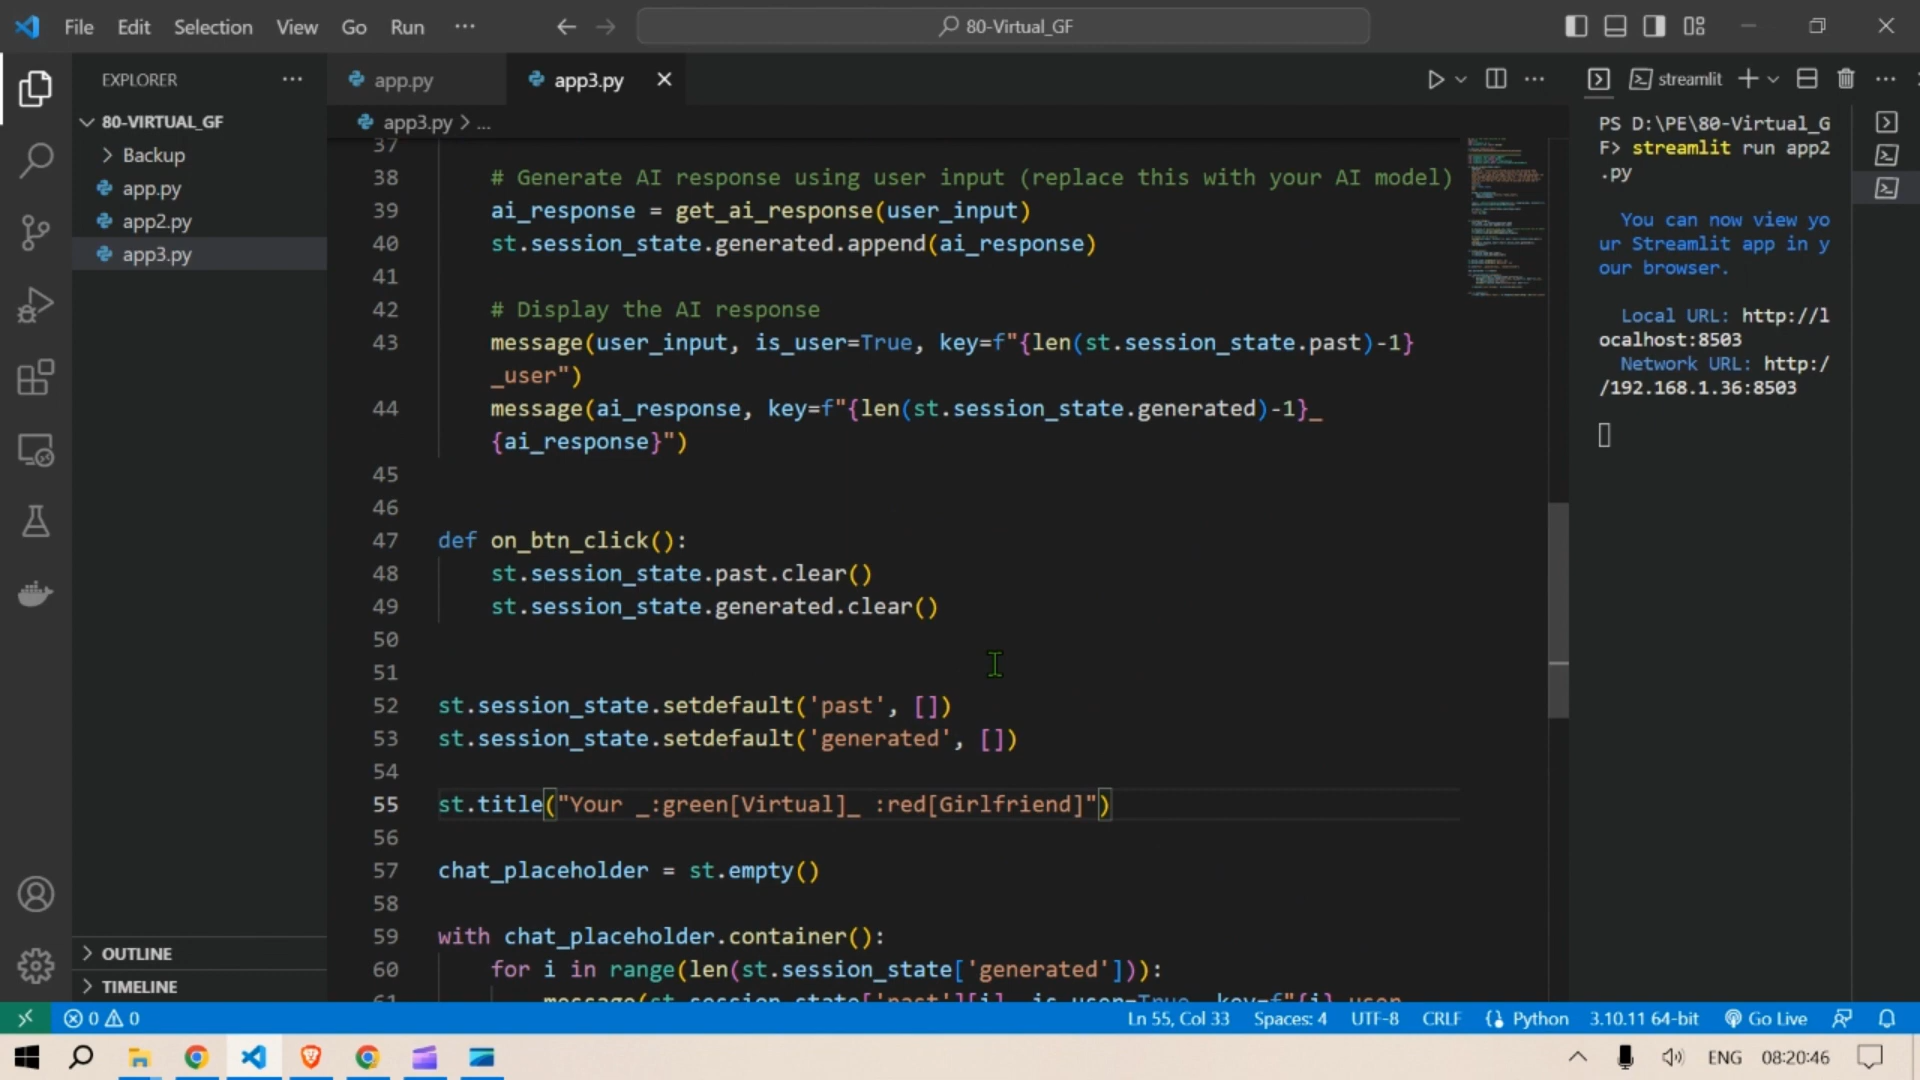 File Edit Selection View Go Run ...
80-Virtual_GF
EXPLORER
80-VIRTUAL_GF
Backup
app.py
app2.py
app3.py
OUTLINE
TIMELINE
app.py
app3.py
app3.py > ...
37
38 # Generate AI response using user input (replace this with your AI model)
39 ai_response = get_ai_response(user_input)
40 st.session_state.generated.append(ai_response)
41
42 # Display the AI response
43 message(user_input, is_user=True, key=f"{len(st.session_state.past)-1}
_user")
44 message(ai_response, key=f"{len(st.session_state.generated)-1}_
{ai_response}")
45
46
47 def on_btn_click():
48 st.session_state.past.clear()
49 st.session_state.generated.clear()
50
51
52 st.session_state.setdefault('past', [])
53 st.session_state.setdefault('generated', [])
54
55 st.title("Your _:green[Virtual]_ :red[Girlfriend]")
56
57 chat_placeholder = st.empty()
58
59 with chat_placeholder.container():
60 for i in range(len(st.session_state['generated'])):
61 message(st.session_state['past'][i], is_user=True, key=f"{i}_user
streamlit
PS D:\PE\80-Virtual_G
F> streamlit run app2
.py
You can now view yo
ur Streamlit app in y
our browser.
Local URL: http://l
ocalhost:8503
Network URL: http:/
/192.168.1.36:8503
0 0
Ln 55, Col 33 Spaces: 4 UTF-8 CRLF Python 3.10.11 64-bit Go Live
ENG 08:20:46